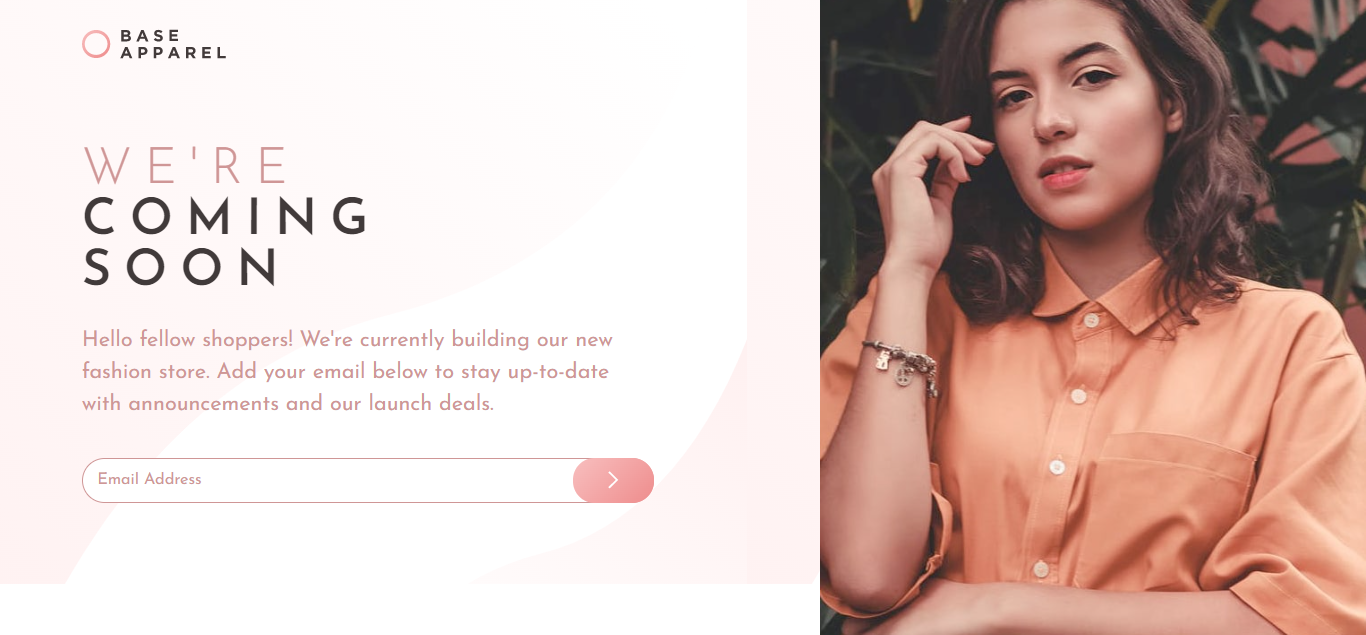 BASE
APPAREL
WE'RE
COMING
SOON
Hello fellow shoppers! We're currently building our new
fashion store. Add your email below to stay up-to-date
with announcements and our launch deals.
Email Address